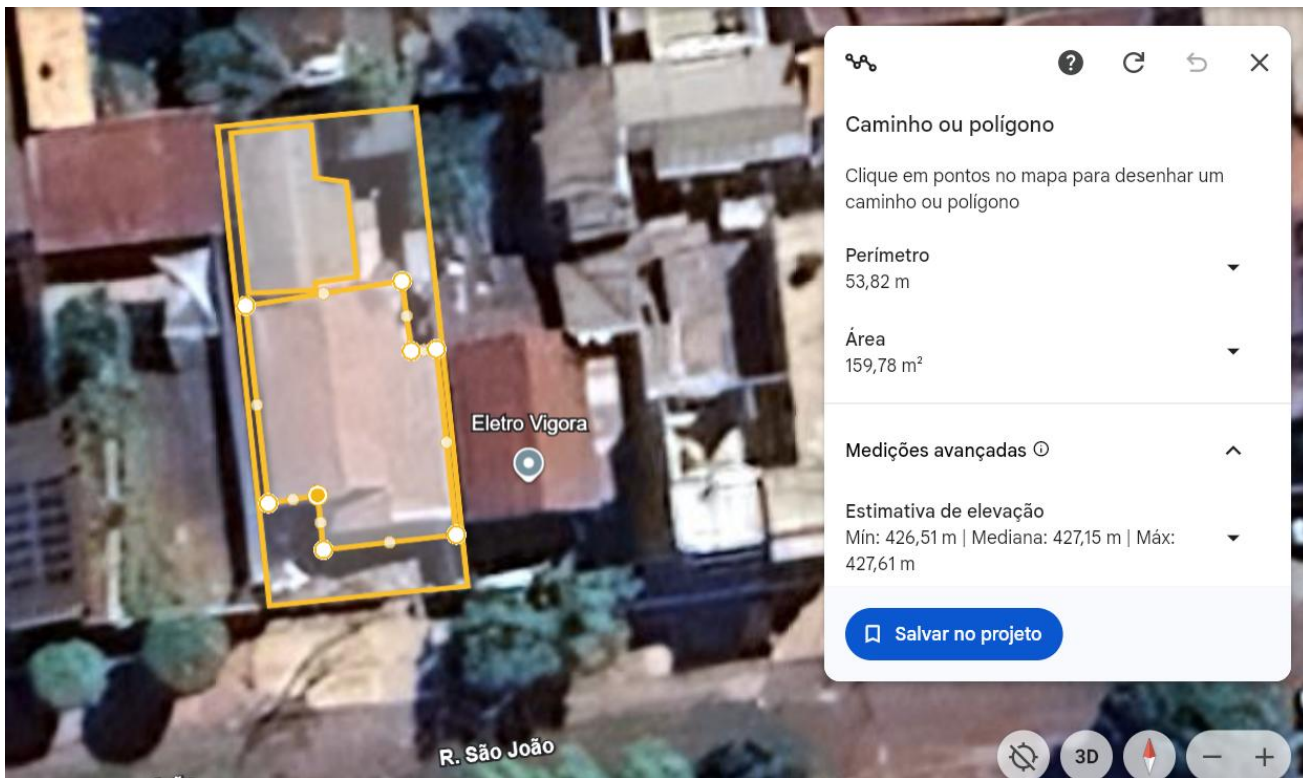 Caminho ou polígono
Clique em pontos no mapa para desenhar um
caminho ou polígono
Perímetro
53,82 m
Área
159,78 m²
Medições avançadas
Estimativa de elevação
Mín: 426,51 m | Mediana: 427,15 m | Máx:
427,61 m
Salvar no projeto
Eletro Vigora
R. São João
3D